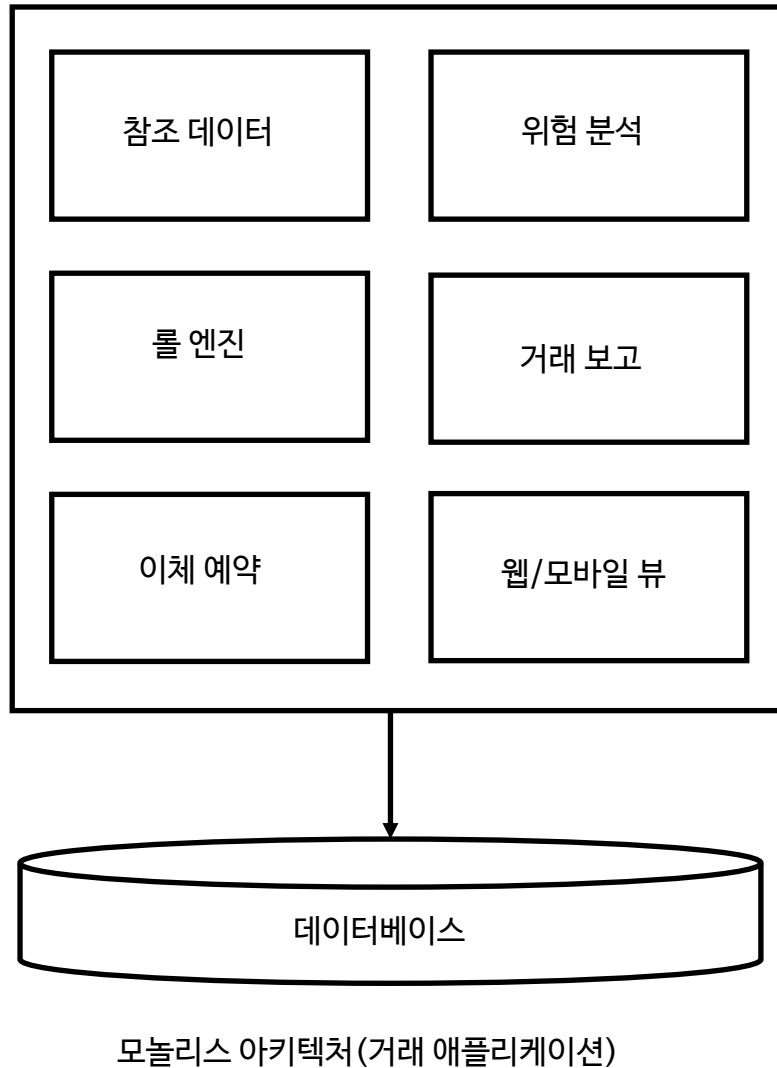 참조 데이터
위험 분석
롤 엔진
거래 보고
이체 예약
웹/모바일 뷰
데이터베이스
모놀리스 아키텍처(거래 애플리케이션)